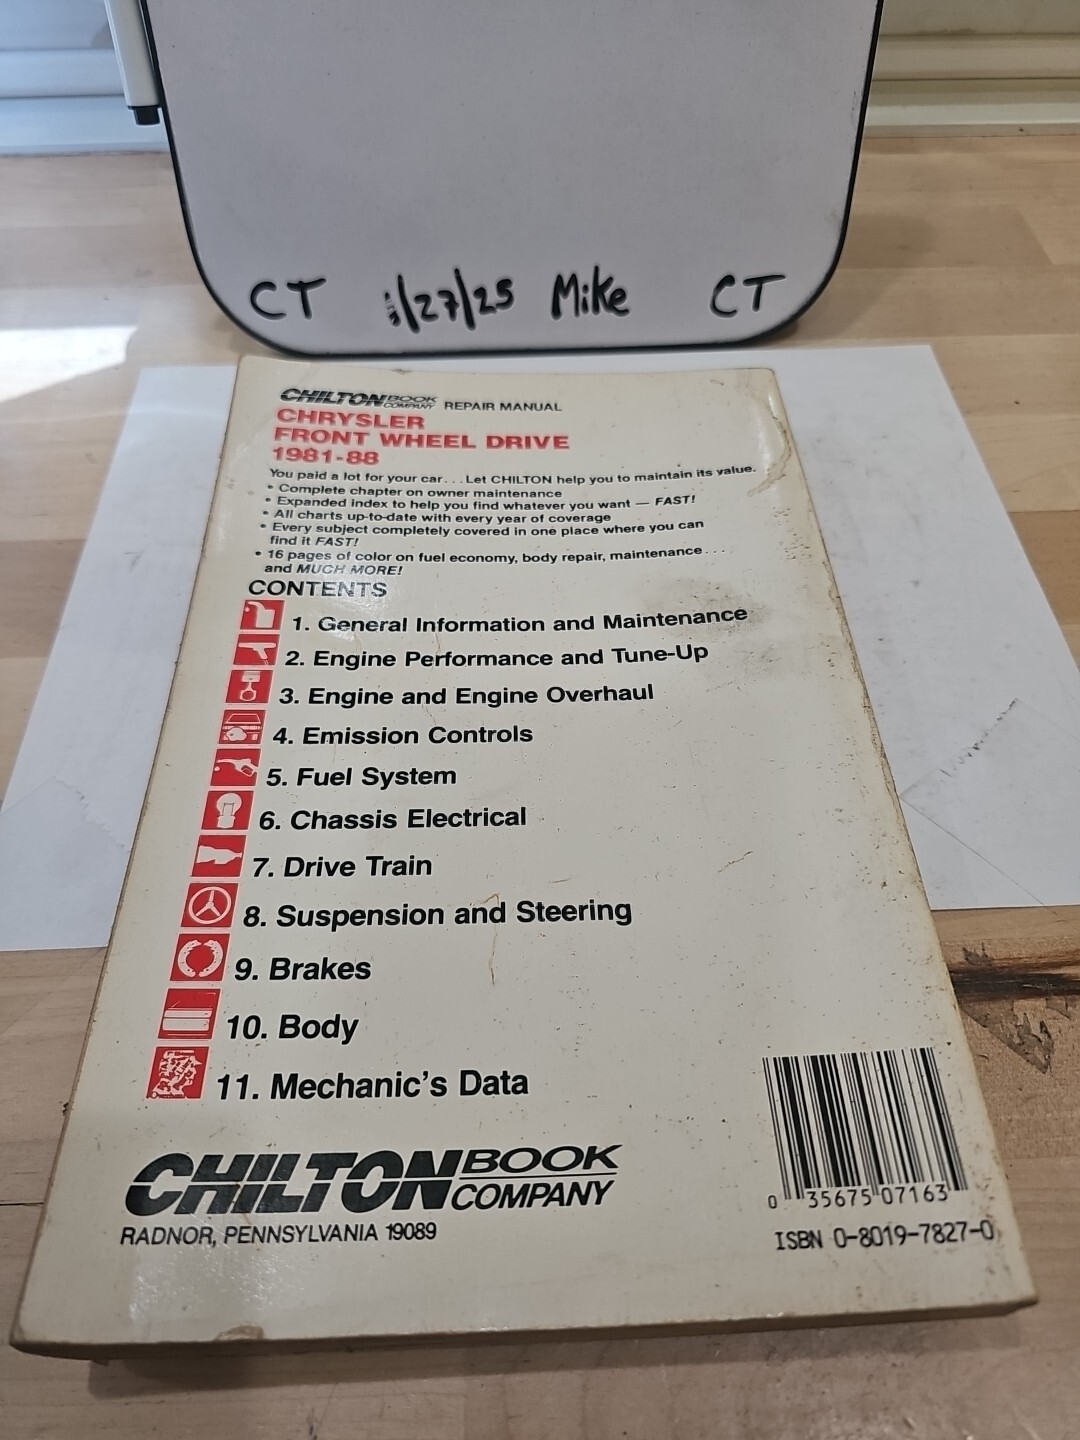 CT 1/27/25 Mike CT
CHILTON BOOK COMPANY REPAIR MANUAL
CHRYSLER
FRONT WHEEL DRIVE
1981-88
You paid a lot for your car... Let CHILTON help you to maintain its value.
• Complete chapter on owner maintenance
• Expanded index to help you find whatever you want — FAST!
• All charts up-to-date with every year of coverage
• Every subject completely covered in one place where you can
find it FAST!
• 16 pages of color on fuel economy, body repair, maintenance...
and MUCH MORE!
CONTENTS
1. General Information and Maintenance
2. Engine Performance and Tune-Up
3. Engine and Engine Overhaul
4. Emission Controls
5. Fuel System
6. Chassis Electrical
7. Drive Train
8. Suspension and Steering
9. Brakes
10. Body
11. Mechanic's Data
CHILTON BOOK COMPANY
RADNOR, PENNSYLVANIA 19089
0 35675 07163
ISBN 0-8019-7827-0